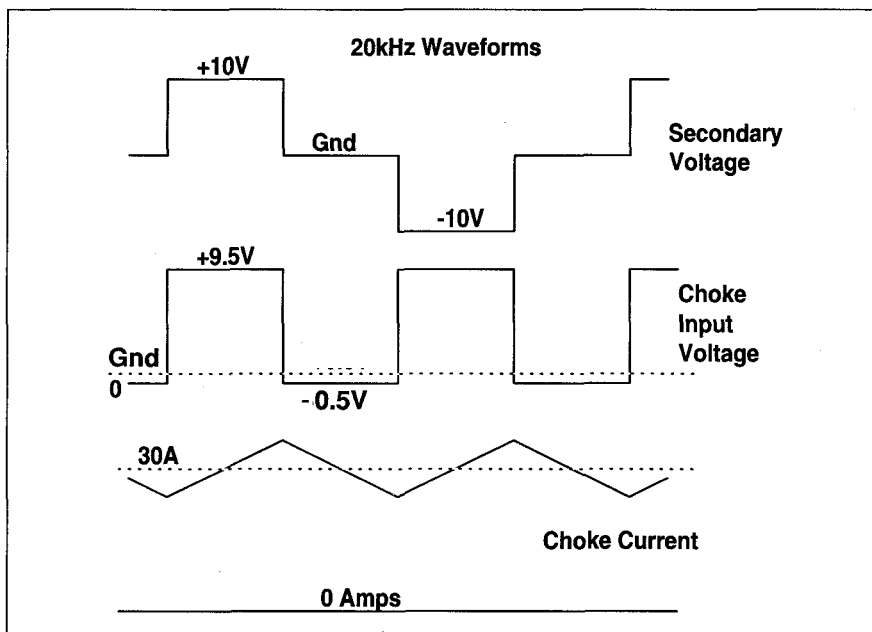 20kHz Waveforms
+10V
Gnd
Secondary
Voltage
-10V
+9.5V
Choke
Input
Voltage
Gnd
0
-0.5V
30A
Choke Current
0 Amps